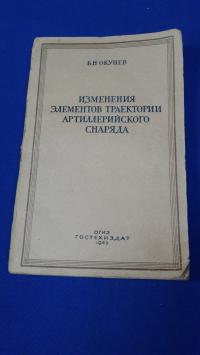 Б. Н. ОКУНЕВ
ИЗМЕНЕНИЯ
ЭЛЕМЕНТОВ ТРАЕКТОРИИ
АРТИЛЛЕРИЙСКОГО
СНАРЯДА
ОГИЗ
ГОСТЕХИЗДАТ